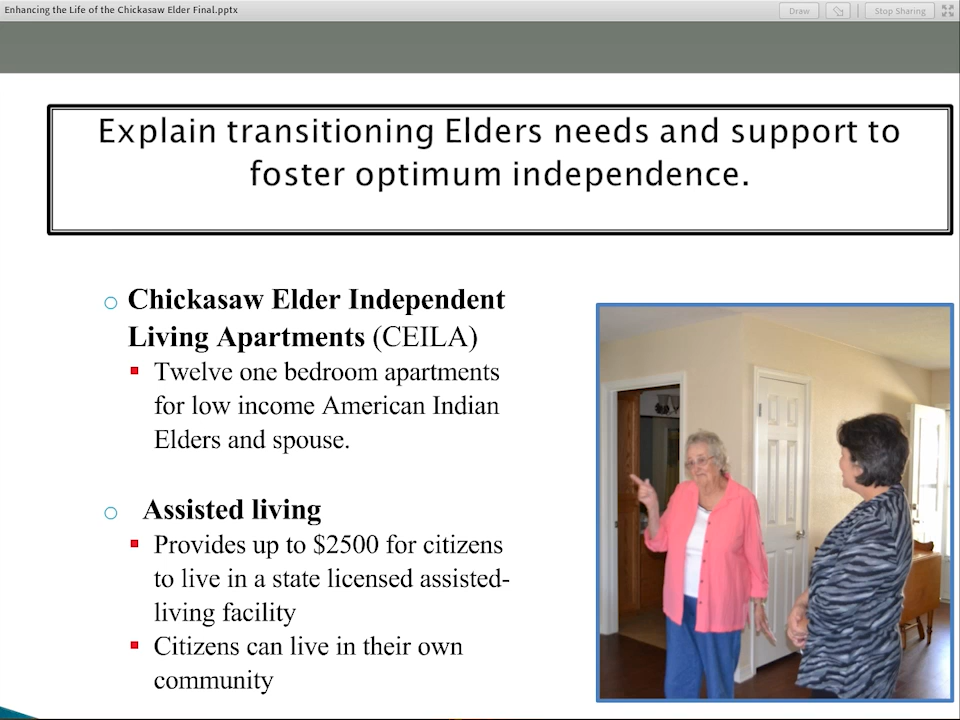 Enhancing the Life of the Chickasaw Elder Final.pptx
Draw
Stop Sharing
Explain transitioning Elders needs and support to
foster optimum independence.
Chickasaw Elder Independent
Living Apartments (CEILA)
Twelve one bedroom apartments
for low income American Indian
Elders and spouse.
Assisted living
Provides up to $2500 for citizens
to live in a state licensed assisted-
living facility
Citizens can live in their own
community